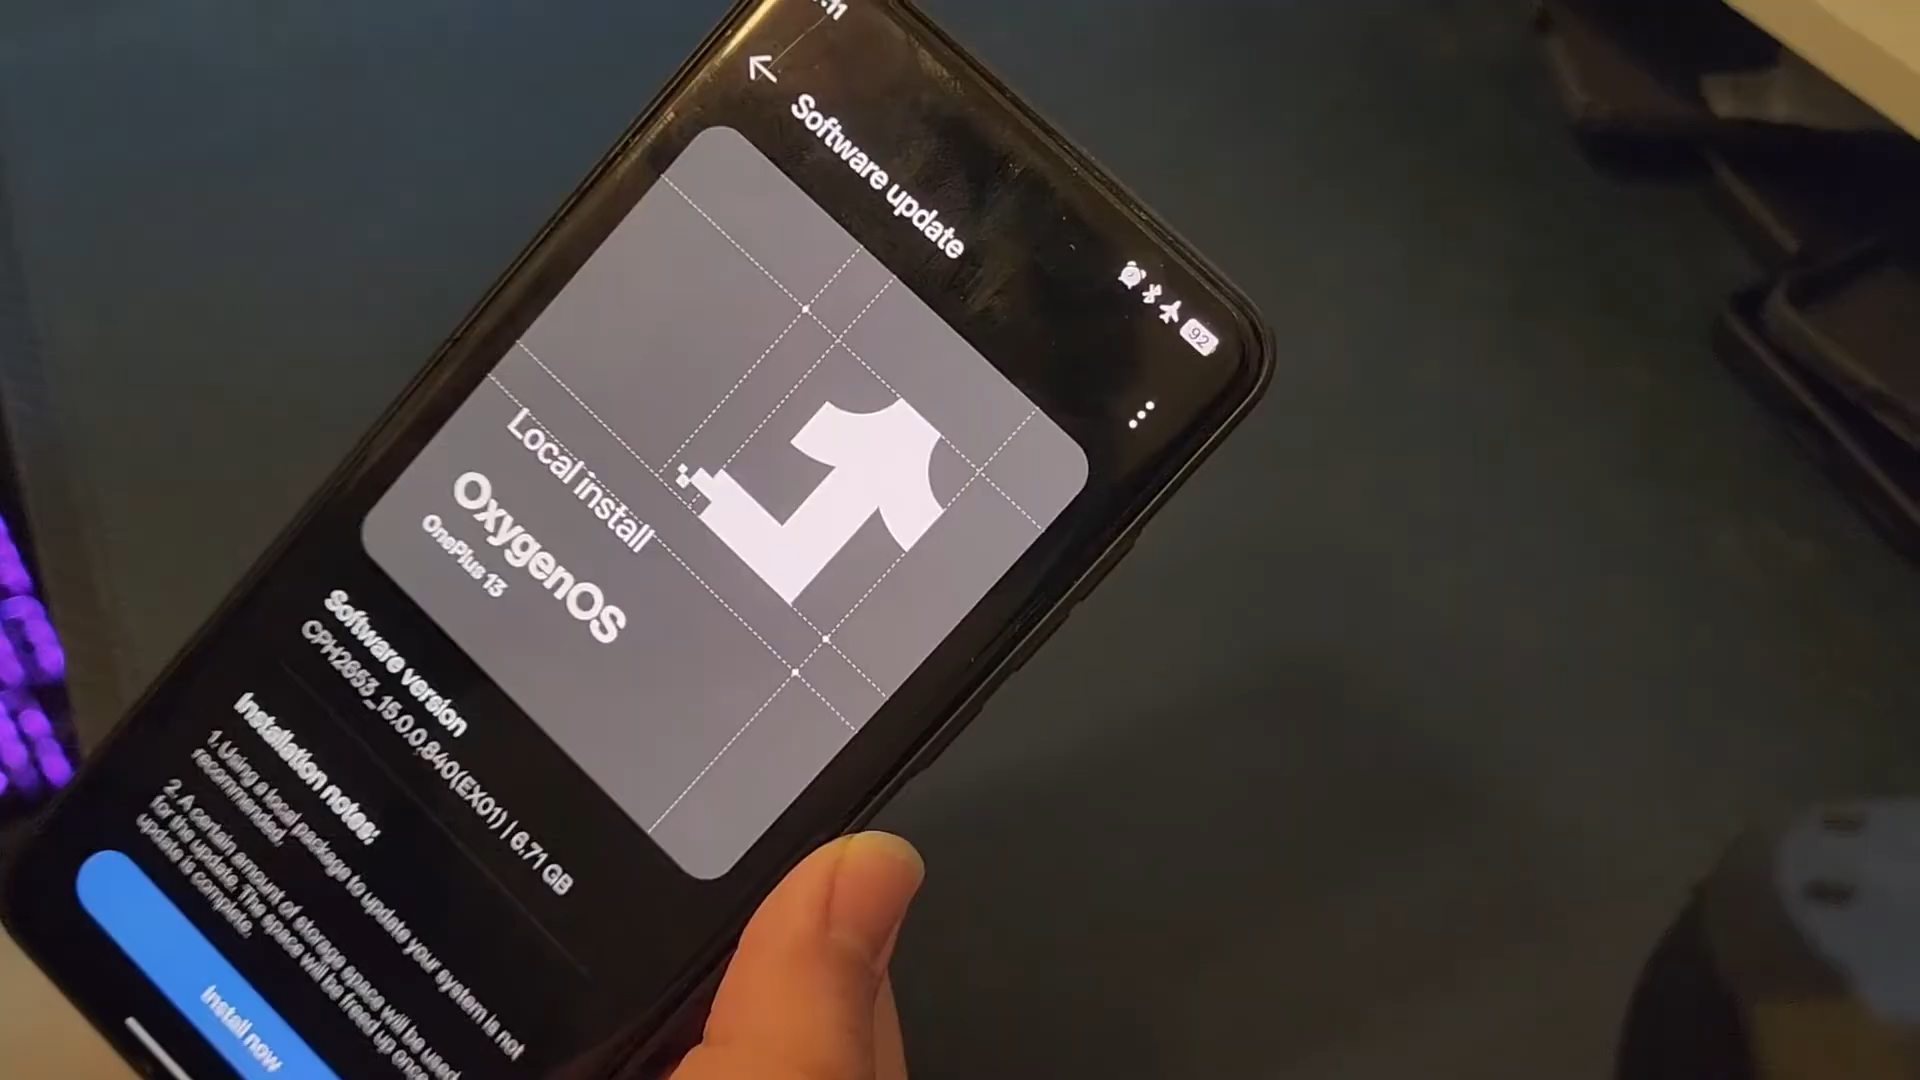 :11
92
Software update
Local install
OxygenOS
OnePlus 13
Software version
CPH2653_15.0.0.840(EX01) | 6.71 GB
Installation notes:
1. Using a local package to update your system is not
recommended.
2. A certain amount of storage space will be used
for the update. The space will be freed up once
update is complete.
Install now